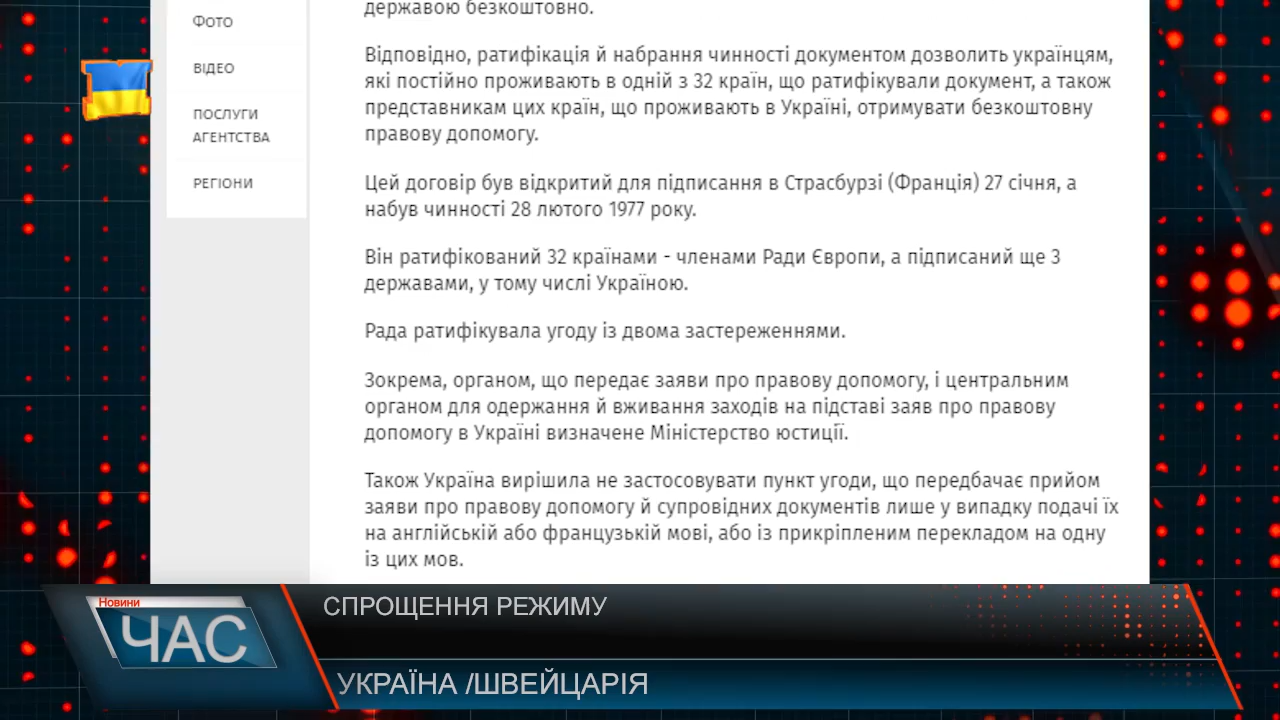 Фото
ВІДЕО
ПОСЛУГИ
АГЕНТСТВА
РЕГІОНИ
державою безкоштовно.
Відповідно, ратифікація й набрання чинності документом дозволить українцям,
які постійно проживають в одній з 32 країн, що ратифікували документ, а також
представникам цих країн, що проживають в Україні, отримувати безкоштовну
правову допомогу.
Цей договір був відкритий для підписання в Страсбурзі (Франція) 27 січня, а
набув чинності 28 лютого 1977 року.
Він ратифікований 32 країнами - членами Ради Європи, а підписаний ще 3
державами, у тому числі Україною.
Рада ратифікувала угоду із двома застереженнями.
Зокрема, органом, що передає заяви про правову допомогу, і центральним
органом для одержання й вживання заходів на підставі заяв про правову
допомогу в Україні визначене Міністерство юстиції.
Також Україна вирішила не застосовувати пункт угоди, що передбачає прийом
заяви про правову допомогу й супровідних документів лише у випадку подачі їх
на англійській або французькій мові, або із прикріпленим перекладом на одну
із цих мов.
Новини
ЧАС
СПРОЩЕННЯ РЕЖИМУ
УКРАЇНА /ШВЕЙЦАРІЯ